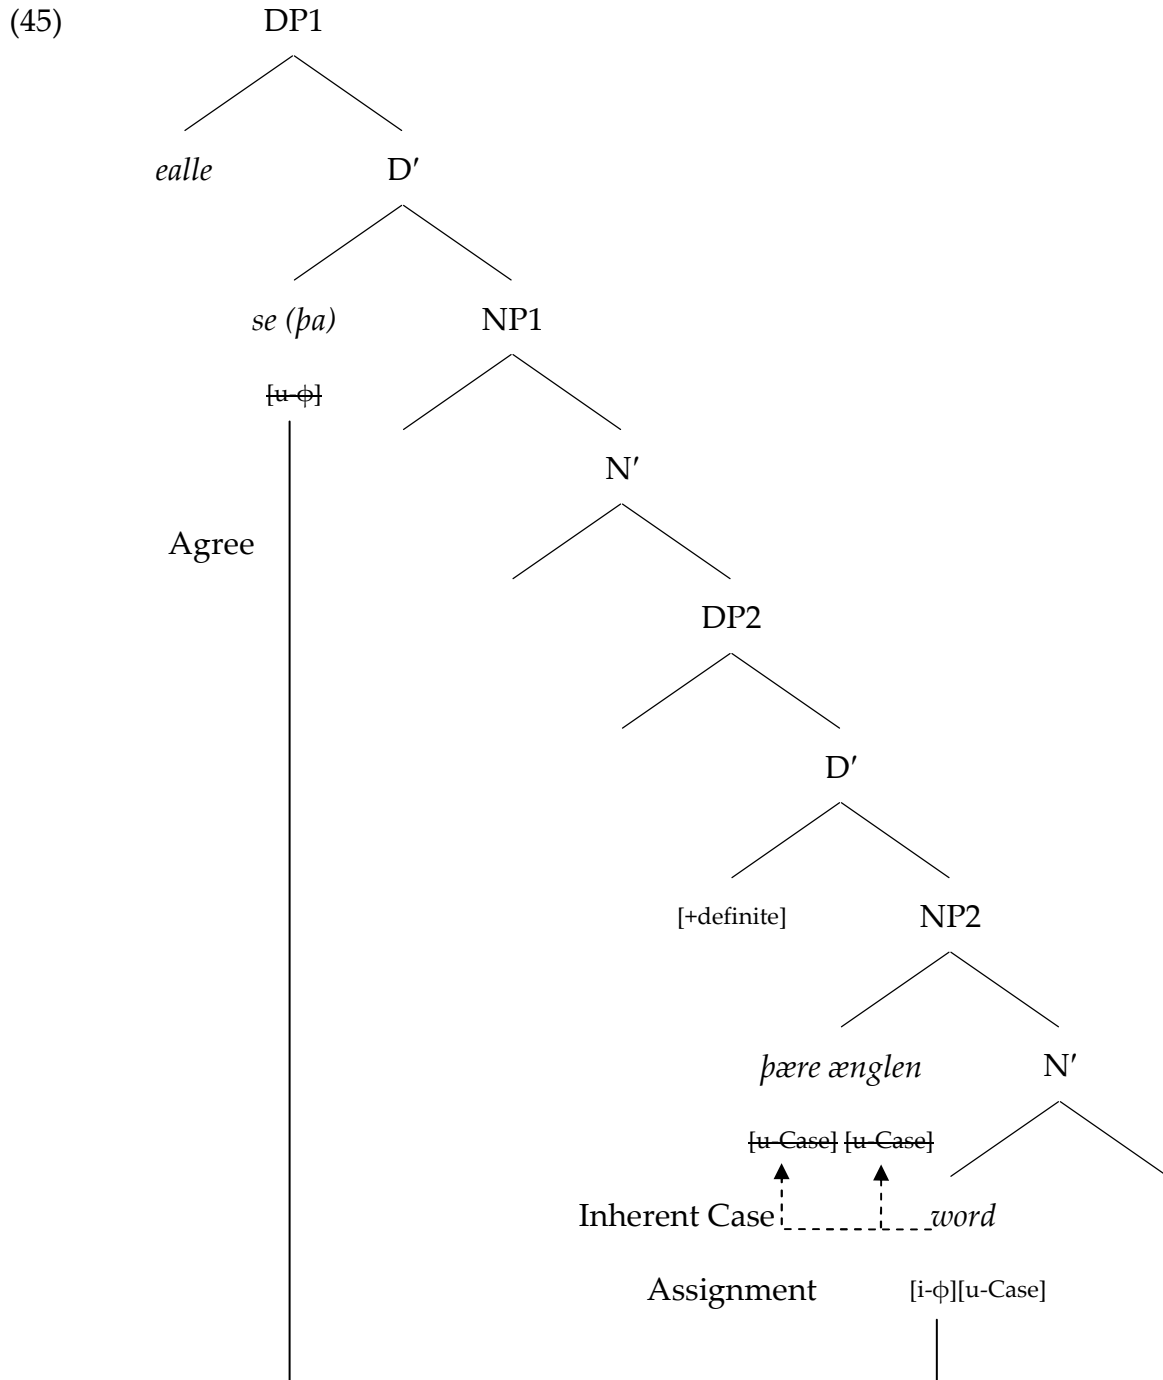 (45) DP1
ealle D′
se (þa) NP1
[u-ϕ]
N′
Agree
DP2
D′
[+definite] NP2
þære ænglen N′
[u-Case] [u-Case]
Inherent Case word
Assignment [i-ϕ][u-Case]